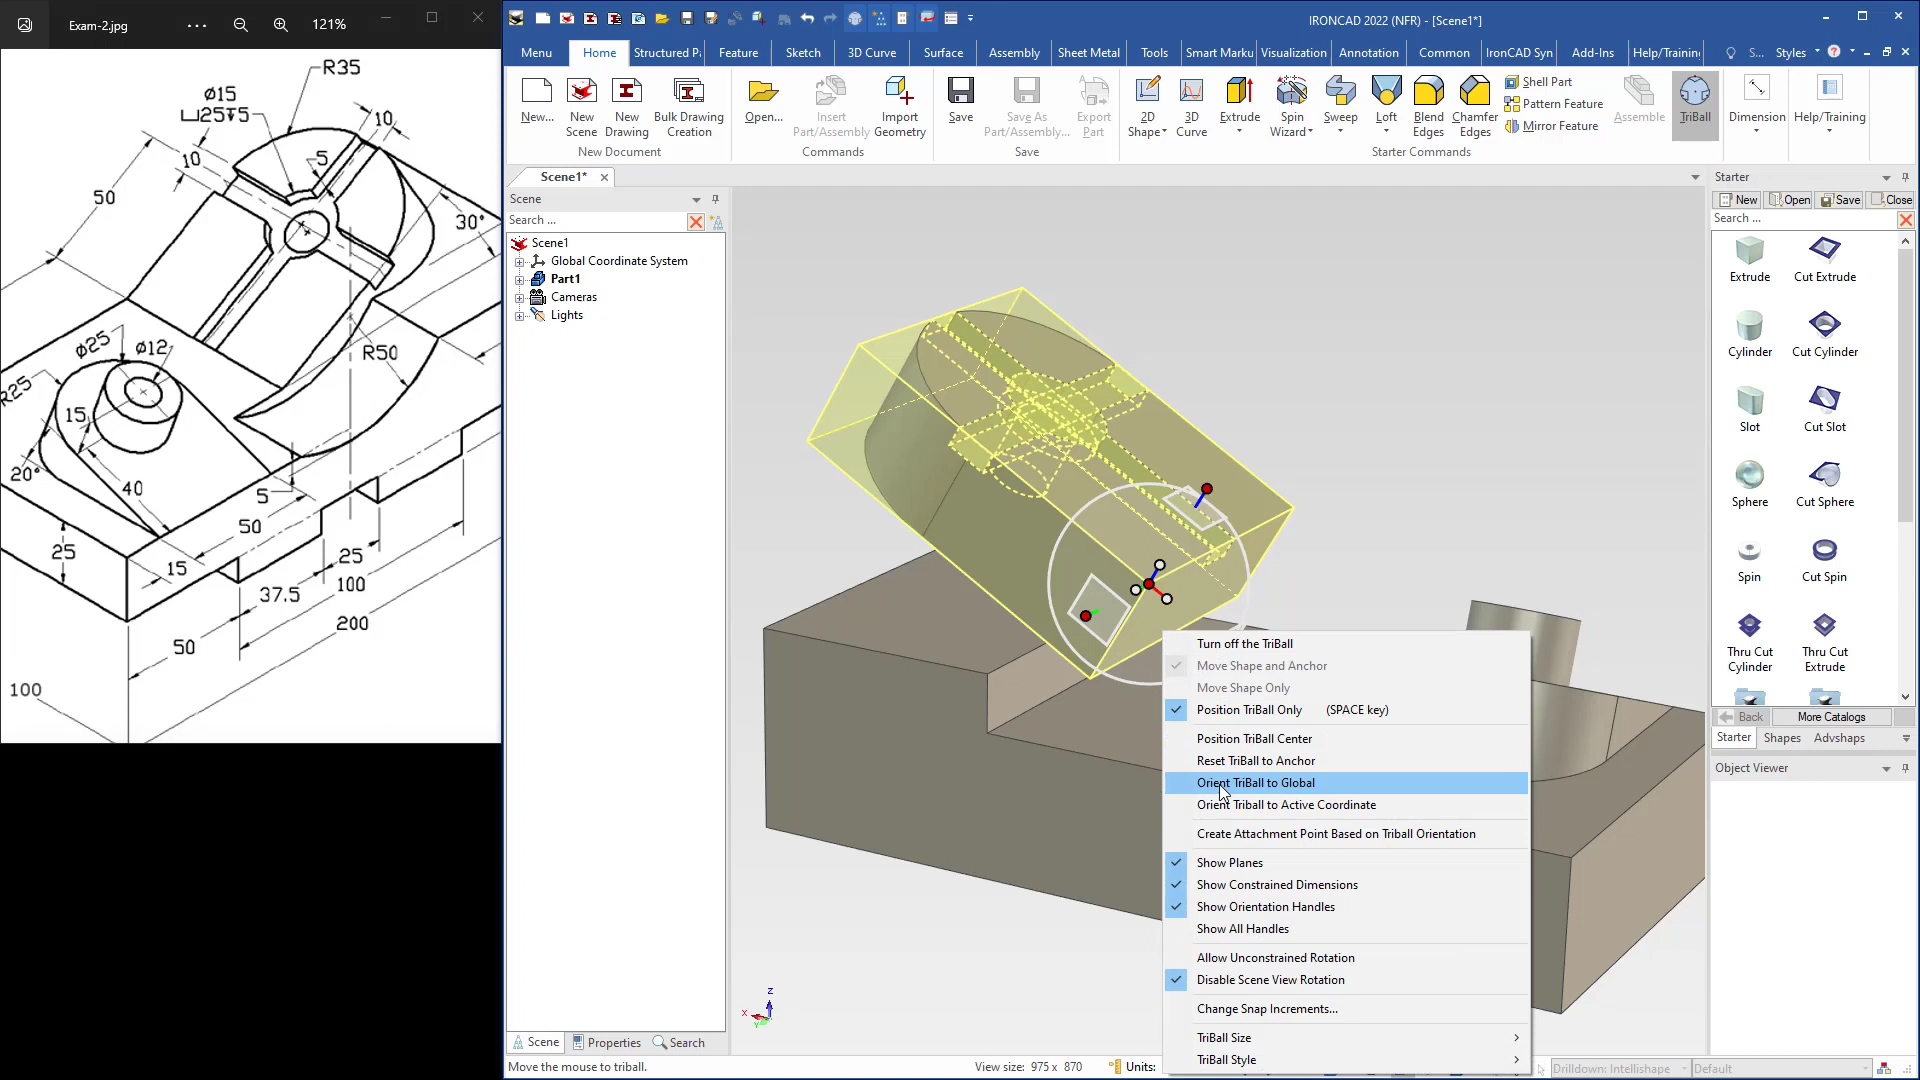 Exam-2.jpg
121%
R35
Ø15
⌴25↧5
10
10
5
50
30°
Ø25
Ø12
R50
R25
15
20°
40
5
50
25
25
15
37.5
100
200
50
100
IRONCAD 2022 (NFR) - [Scene1*]
Menu
Home
Structured P
Feature
Sketch
3D Curve
Surface
Assembly
Sheet Metal
Tools
Smart Marku
Visualization
Annotation
Common
IronCAD Syn
Add-Ins
Help/Trainin
S...
Styles
New...
New Scene
New Drawing
Bulk Drawing Creation
New Document
Open...
Insert Part/Assembly...
Import Geometry
Commands
Save
Save As Part/Assembly...
Export Part
Save
2D Shape
3D Curve
Extrude
Spin Wizard
Sweep
Loft
Blend Edges
Chamfer Edges
Shell Part
Pattern Feature
Mirror Feature
Assemble
TriBall
Starter Commands
Dimension
Help/Training
Scene1*
Scene
Search ...
Scene1
Global Coordinate System
Part1
Cameras
Lights
Turn off the TriBall
Move Shape and Anchor
Move Shape Only
Position TriBall Only (SPACE key)
Position TriBall Center
Reset TriBall to Anchor
Orient TriBall to Global
Orient Triball to Active Coordinate
Create Attachment Point Based on Triball Orientation
Show Planes
Show Constrained Dimensions
Show Orientation Handles
Show All Handles
Allow Unconstrained Rotation
Disable Scene View Rotation
Change Snap Increments...
TriBall Size
TriBall Style
Z
X
Y
Starter
New
Open
Save
Close
Search ...
Extrude
Cut Extrude
Cylinder
Cut Cylinder
Slot
Cut Slot
Sphere
Cut Sphere
Spin
Cut Spin
Thru Cut Cylinder
Thru Cut Extrude
Back
More Catalogs
Starter
Shapes
Advshaps
Object Viewer
Scene
Properties
Search
Move the mouse to triball.
View size: 975 x 870
Units:
Drilldown: Intellishape
Default